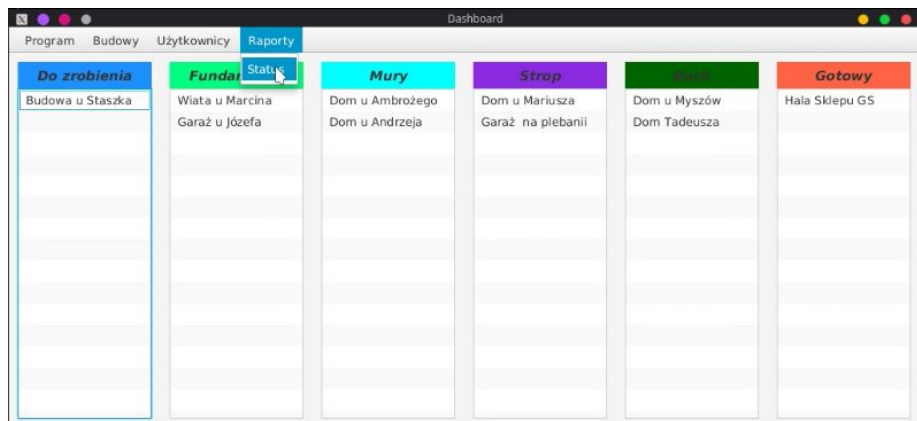 Dashboard
Program Budowy Użytkownicy Raporty
Status
Do zrobienia
Budowa u Staszka
Wiata u Marcina
Garaż u Józefa
Mury
Dom u Ambrożego
Dom u Andrzeja
Strop
Dom u Mariusza
Garaż na plebanii
Dach
Dom u Myszów
Dom Tadeusza
Gotowy
Hala Sklepu GS